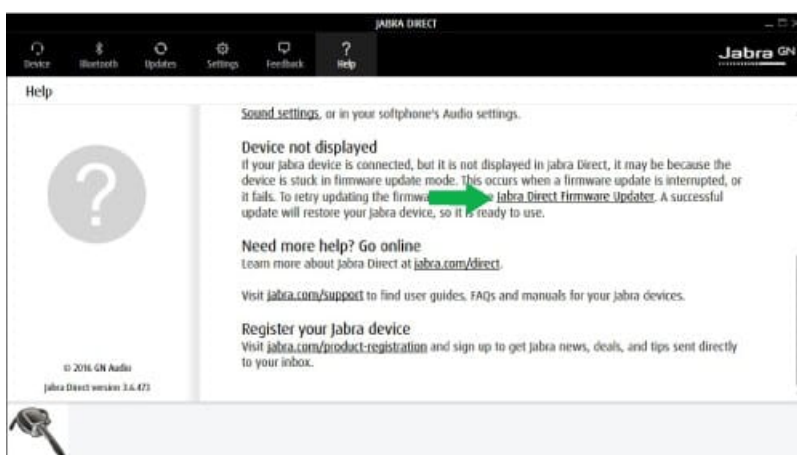 JABRA DIRECT
Device Bluetooth Updates Settings Feedback Help
Jabra GN
Help
Sound settings, or in your softphone's Audio settings.
Device not displayed
If your Jabra device is connected, but it is not displayed in Jabra Direct, it may be because the
device is stuck in firmware update mode. This occurs when a firmware update is interrupted, or
it fails. To retry updating the firmwa Jabra Direct Firmware Updater. A successful
update will restore your Jabra device, so it is ready to use.
Need more help? Go online
Learn more about Jabra Direct at jabra.com/direct.
Visit jabra.com/support to find user guides, FAQs and manuals for your Jabra devices.
Register your Jabra device
Visit jabra.com/product-registration and sign up to get Jabra news, deals, and tips sent directly
to your inbox.
© 2016 GN Audio
Jabra Direct version 3.6.473